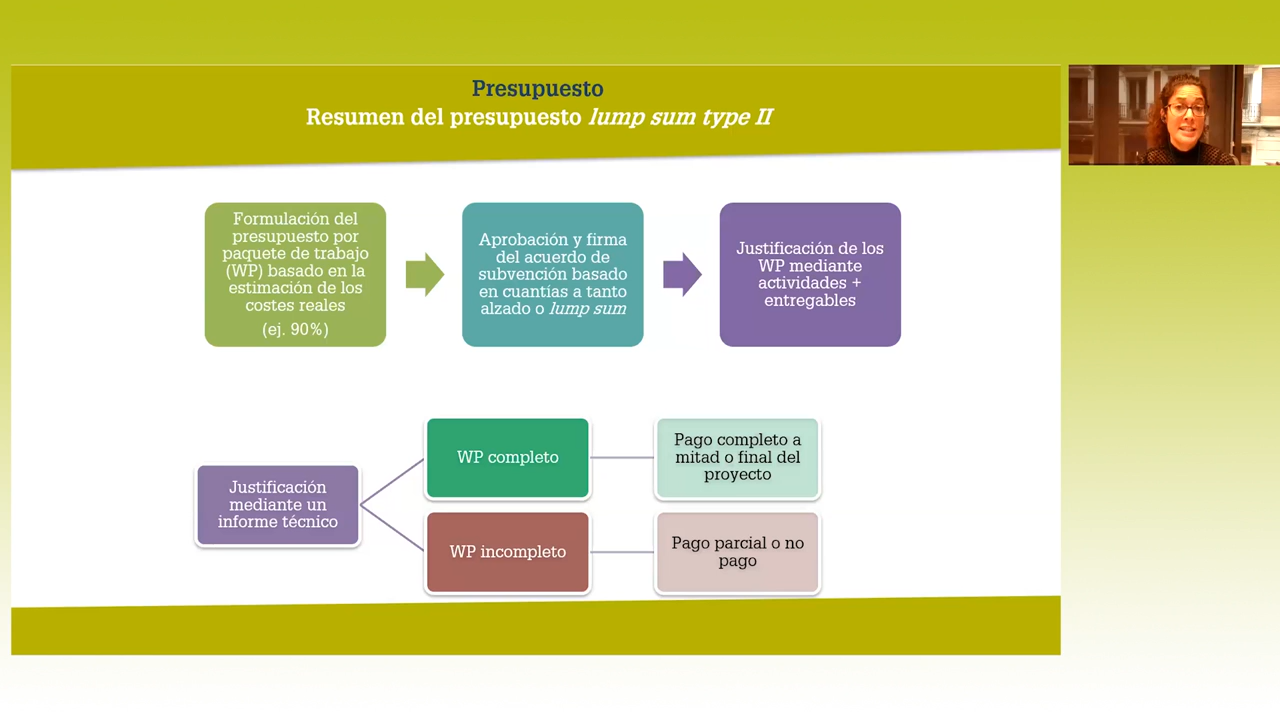 Presupuesto
Resumen del presupuesto lump sum type II
Formulación del
presupuesto por
paquete de trabajo
(WP) basado en la
estimación de los
costes reales
(ej. 90%)
Aprobación y firma
del acuerdo de
subvención basado
en cuantías a tanto
alzado o lump sum
Justificación de los
WP mediante
actividades +
entregables
Justificación
mediante un
informe técnico
WP completo
Pago completo a
mitad o final del
proyecto
WP incompleto
Pago parcial o no
pago